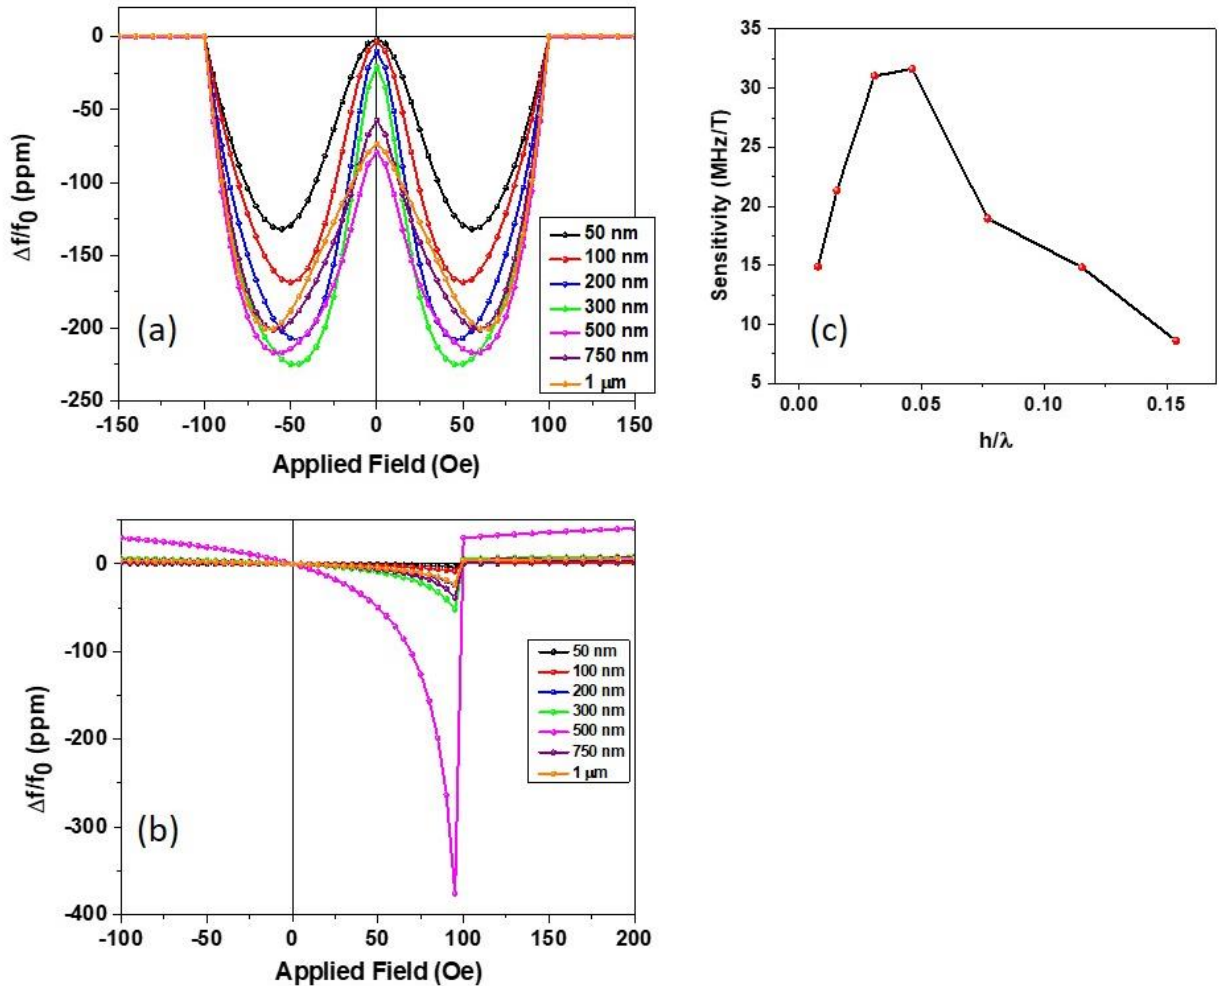 0
-50
-100
-150
-200
-250
Δf/f0 (ppm)
(a)
50 nm
100 nm
200 nm
300 nm
500 nm
750 nm
1 μm
-150 -100 -50 0 50 100 150
Applied Field (Oe)
35
30
25
20
15
10
5
Sensitivity (MHz/T)
(c)
0.00 0.05 0.10 0.15
h/λ
0
-100
-200
-300
-400
Δf/f0 (ppm)
50 nm
100 nm
200 nm
300 nm
500 nm
750 nm
1 μm
(b)
-100 -50 0 50 100 150 200
Applied Field (Oe)